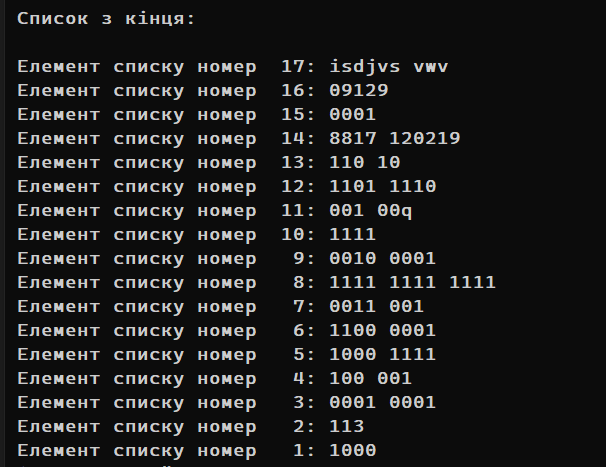 Список з кінця:
Елемент списку номер  17: isdjvs vwv
Елемент списку номер  16: 09129
Елемент списку номер  15: 0001
Елемент списку номер  14: 8817 120219
Елемент списку номер  13: 110 10
Елемент списку номер  12: 1101 1110
Елемент списку номер  11: 001 00q
Елемент списку номер  10: 1111
Елемент списку номер   9: 0010 0001
Елемент списку номер   8: 1111 1111 1111
Елемент списку номер   7: 0011 001
Елемент списку номер   6: 1100 0001
Елемент списку номер   5: 1000 1111
Елемент списку номер   4: 100 001
Елемент списку номер   3: 0001 0001
Елемент списку номер   2: 113
Елемент списку номер   1: 1000